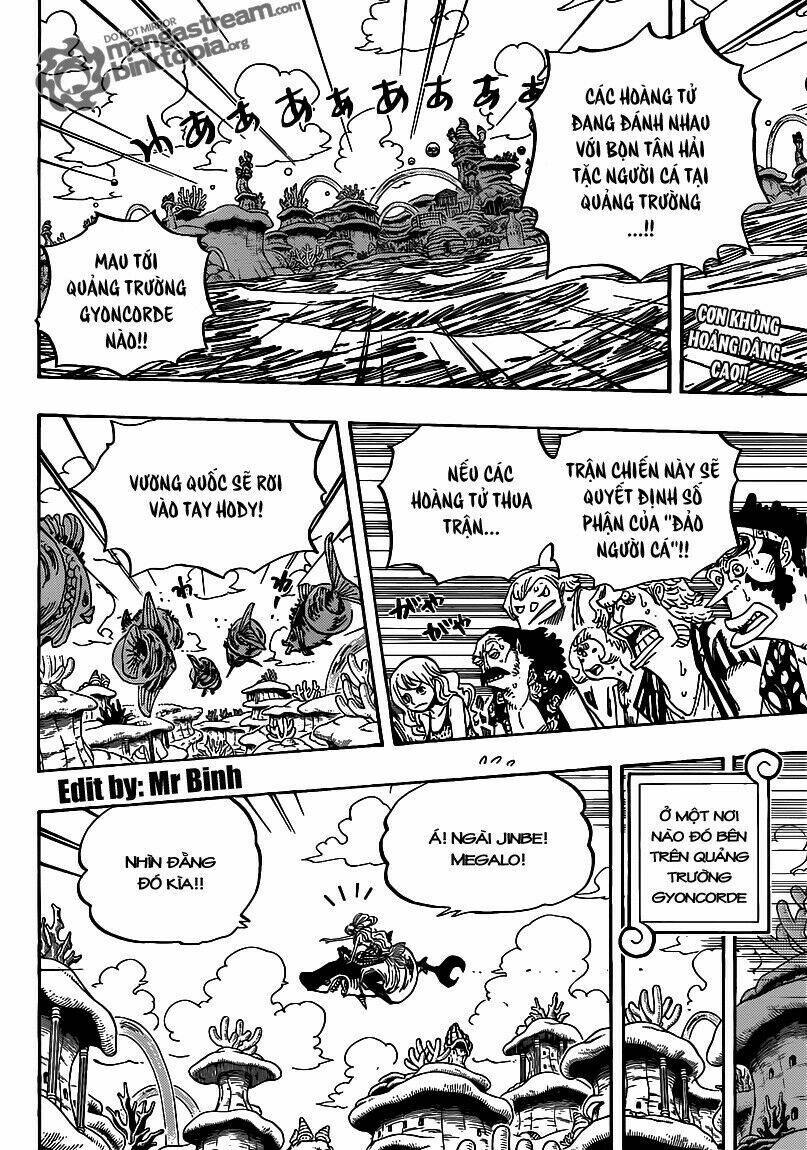 DO NOT MIRROR
mangastream.com
binktopia.org
CÁC HOÀNG TỬ
ĐANG ĐÁNH NHAU
VỚI BỌN TÂN HẢI
TẶC NGƯỜI CÁ TẠI
QUẢNG TRƯỜNG
...!!
わあああああああああ
MAU TỚI
QUẢNG TRƯỜNG
GYONCORDE
NÀO!!
CƠN KHỦNG
HOẢNG DÂNG
CAO!!
TRẬN CHIẾN NÀY SẼ
QUYẾT ĐỊNH SỐ
PHẬN CỦA "ĐẢO
NGƯỜI CÁ"!!
NẾU CÁC
HOÀNG TỬ THUA
TRẬN...
VƯƠNG QUỐC SẼ RƠI
VÀO TAY HODY!
Edit by: Mr Binh
Ở MỘT NƠI
NÀO ĐÓ BÊN
TRÊN QUẢNG
TRƯỜNG
GYONCORDE
Á! NGÀI JINBE!
MEGALO!
NHÌN ĐẰNG
ĐÓ KÌA!!